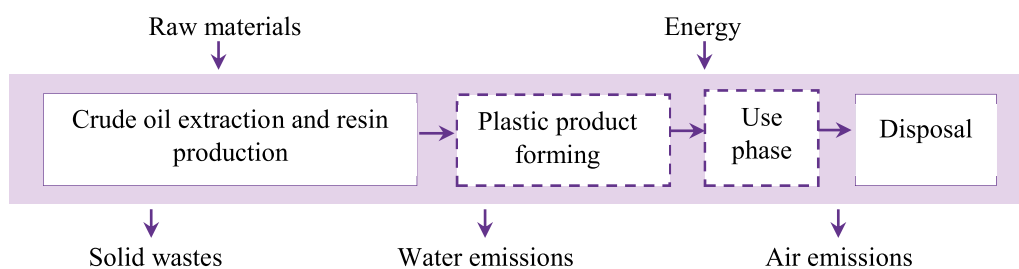 Raw materials
Energy
Crude oil extraction and resin
production
Plastic product
forming
Use
phase
Disposal
Solid wastes
Water emissions
Air emissions